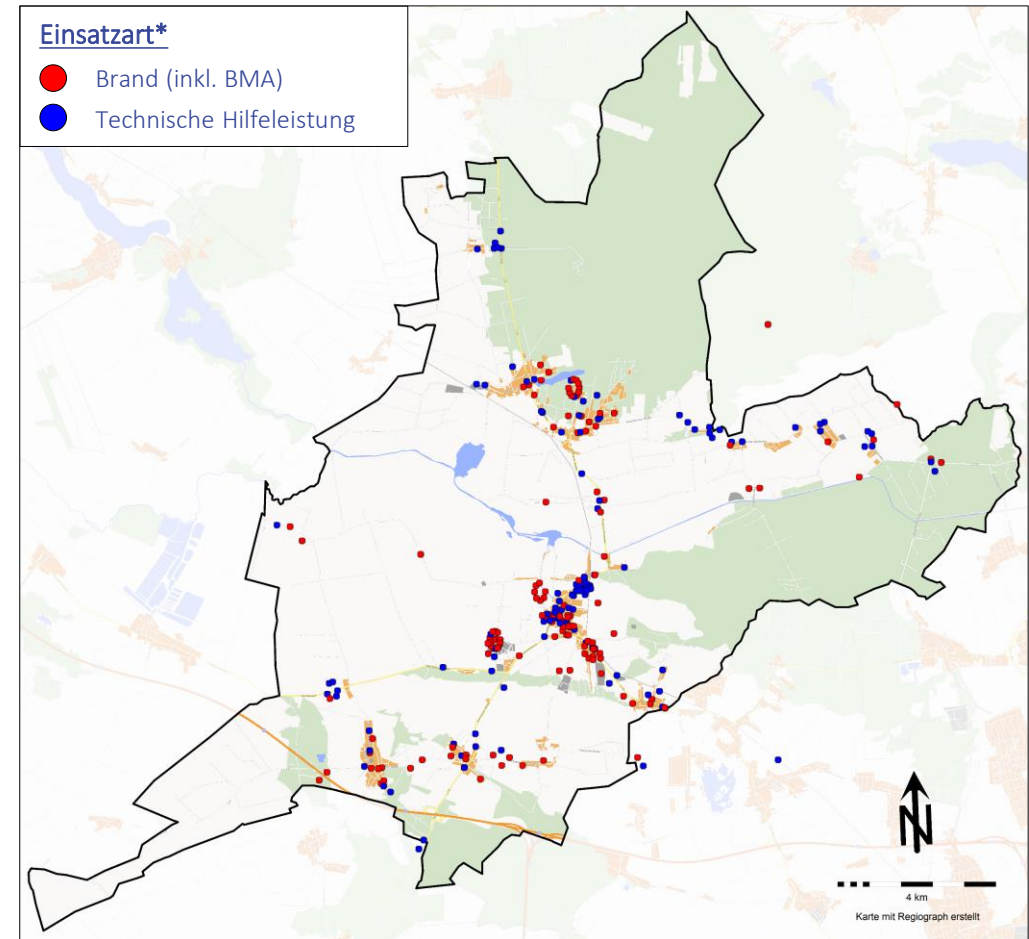 Einsatzart*
Brand (inkl. BMA)
Technische Hilfeleistung
N
4 km
Karte mit Regiograph erstellt